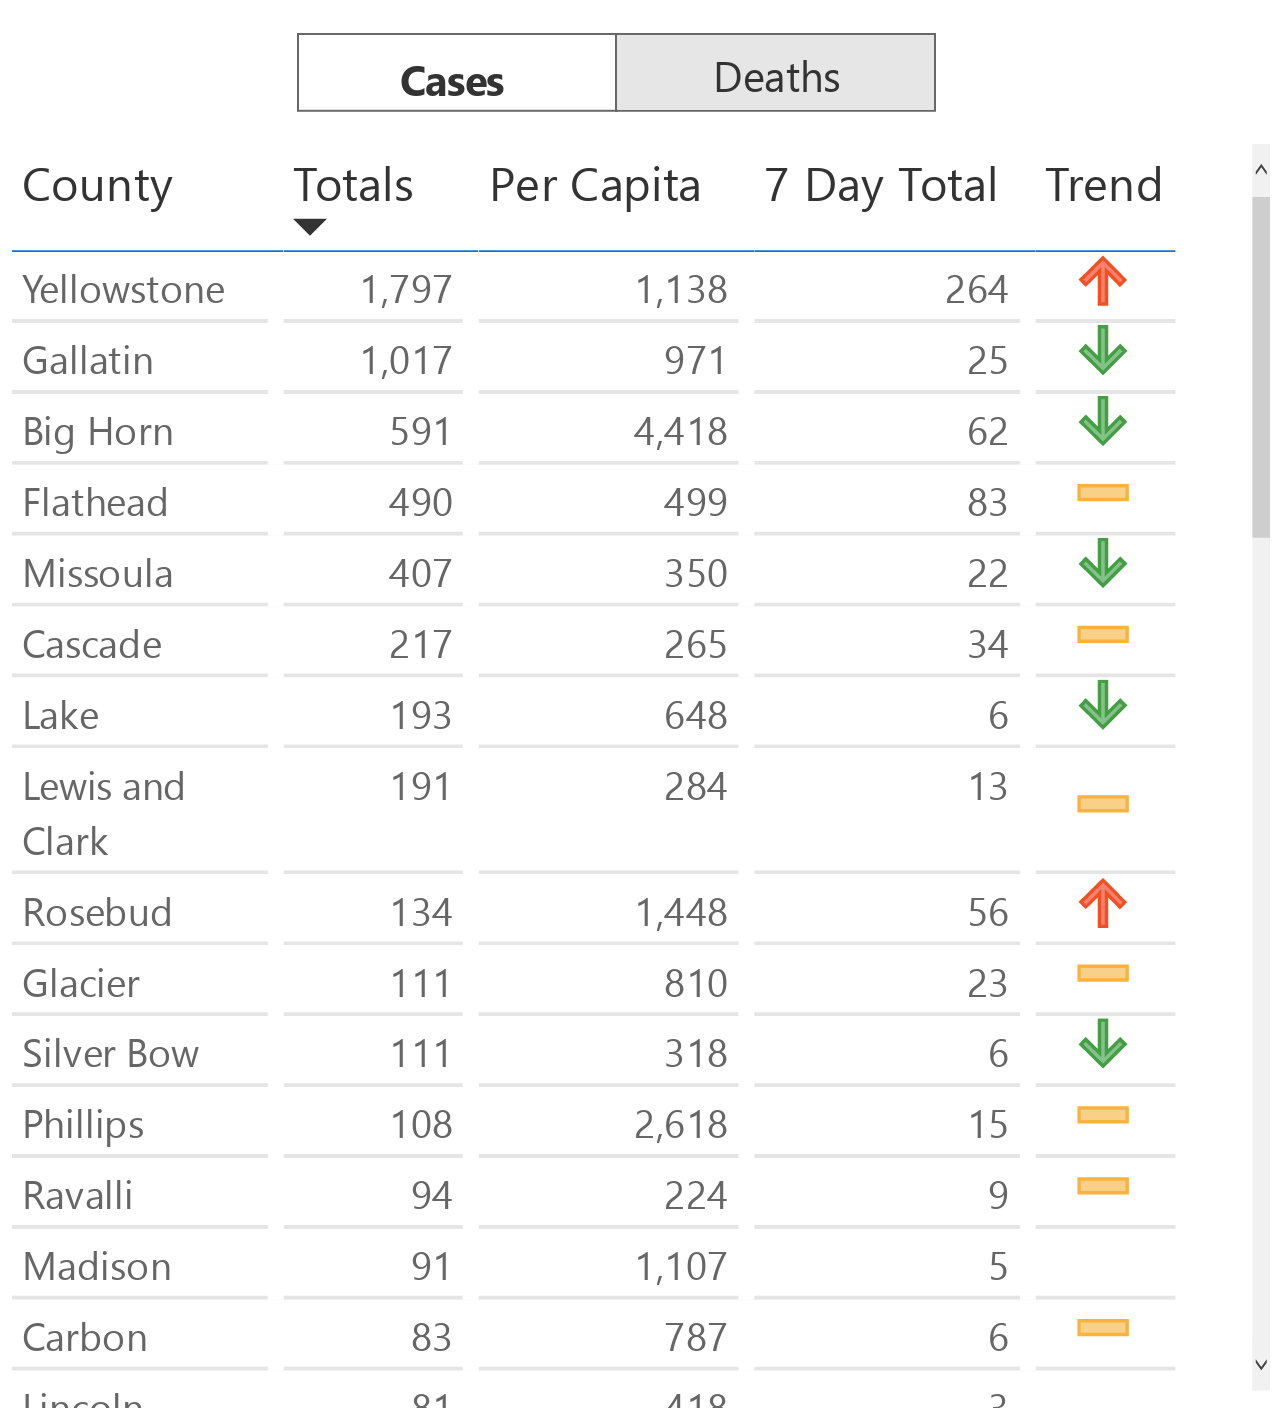 Cases Deaths
County Totals Per Capita 7 Day Total Trend
Yellowstone 1,797 1,138 264
Gallatin 1,017 971 25
Big Horn 591 4,418 62
Flathead 490 499 83
Missoula 407 350 22
Cascade 217 265 34
Lake 193 648 6
Lewis and 191 284 13
Clark
Rosebud 134 1,448 56
Glacier 111 810 23
Silver Bow 111 318 6
Phillips 108 2,618 15
Ravalli 94 224 9
Madison 91 1,107 5
Carbon 83 787 6
Lincoln 81 418